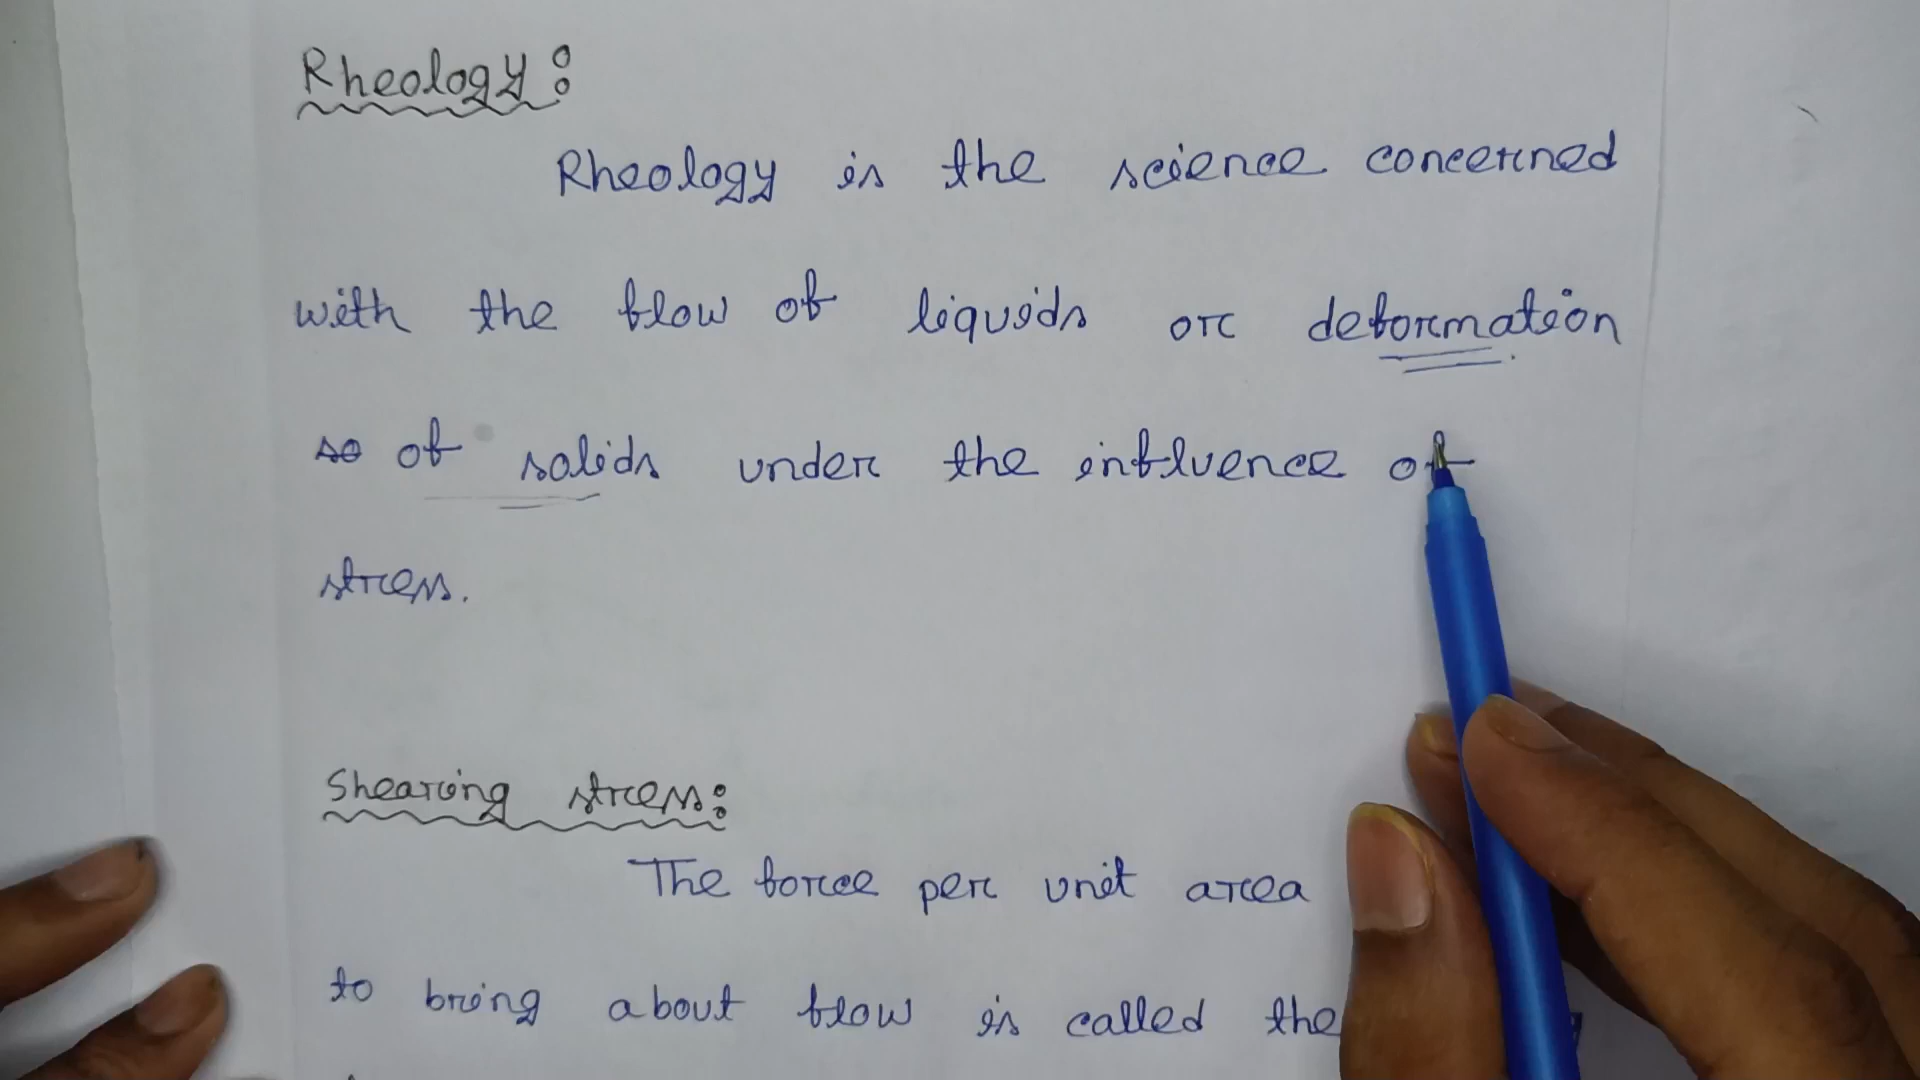 Rheology:
Rheology is the science concerned
with the flow of liquids or deformation
so of solids under the influence of
stress.
Shearing stress:
The force per unit area
to bring about flow is called the